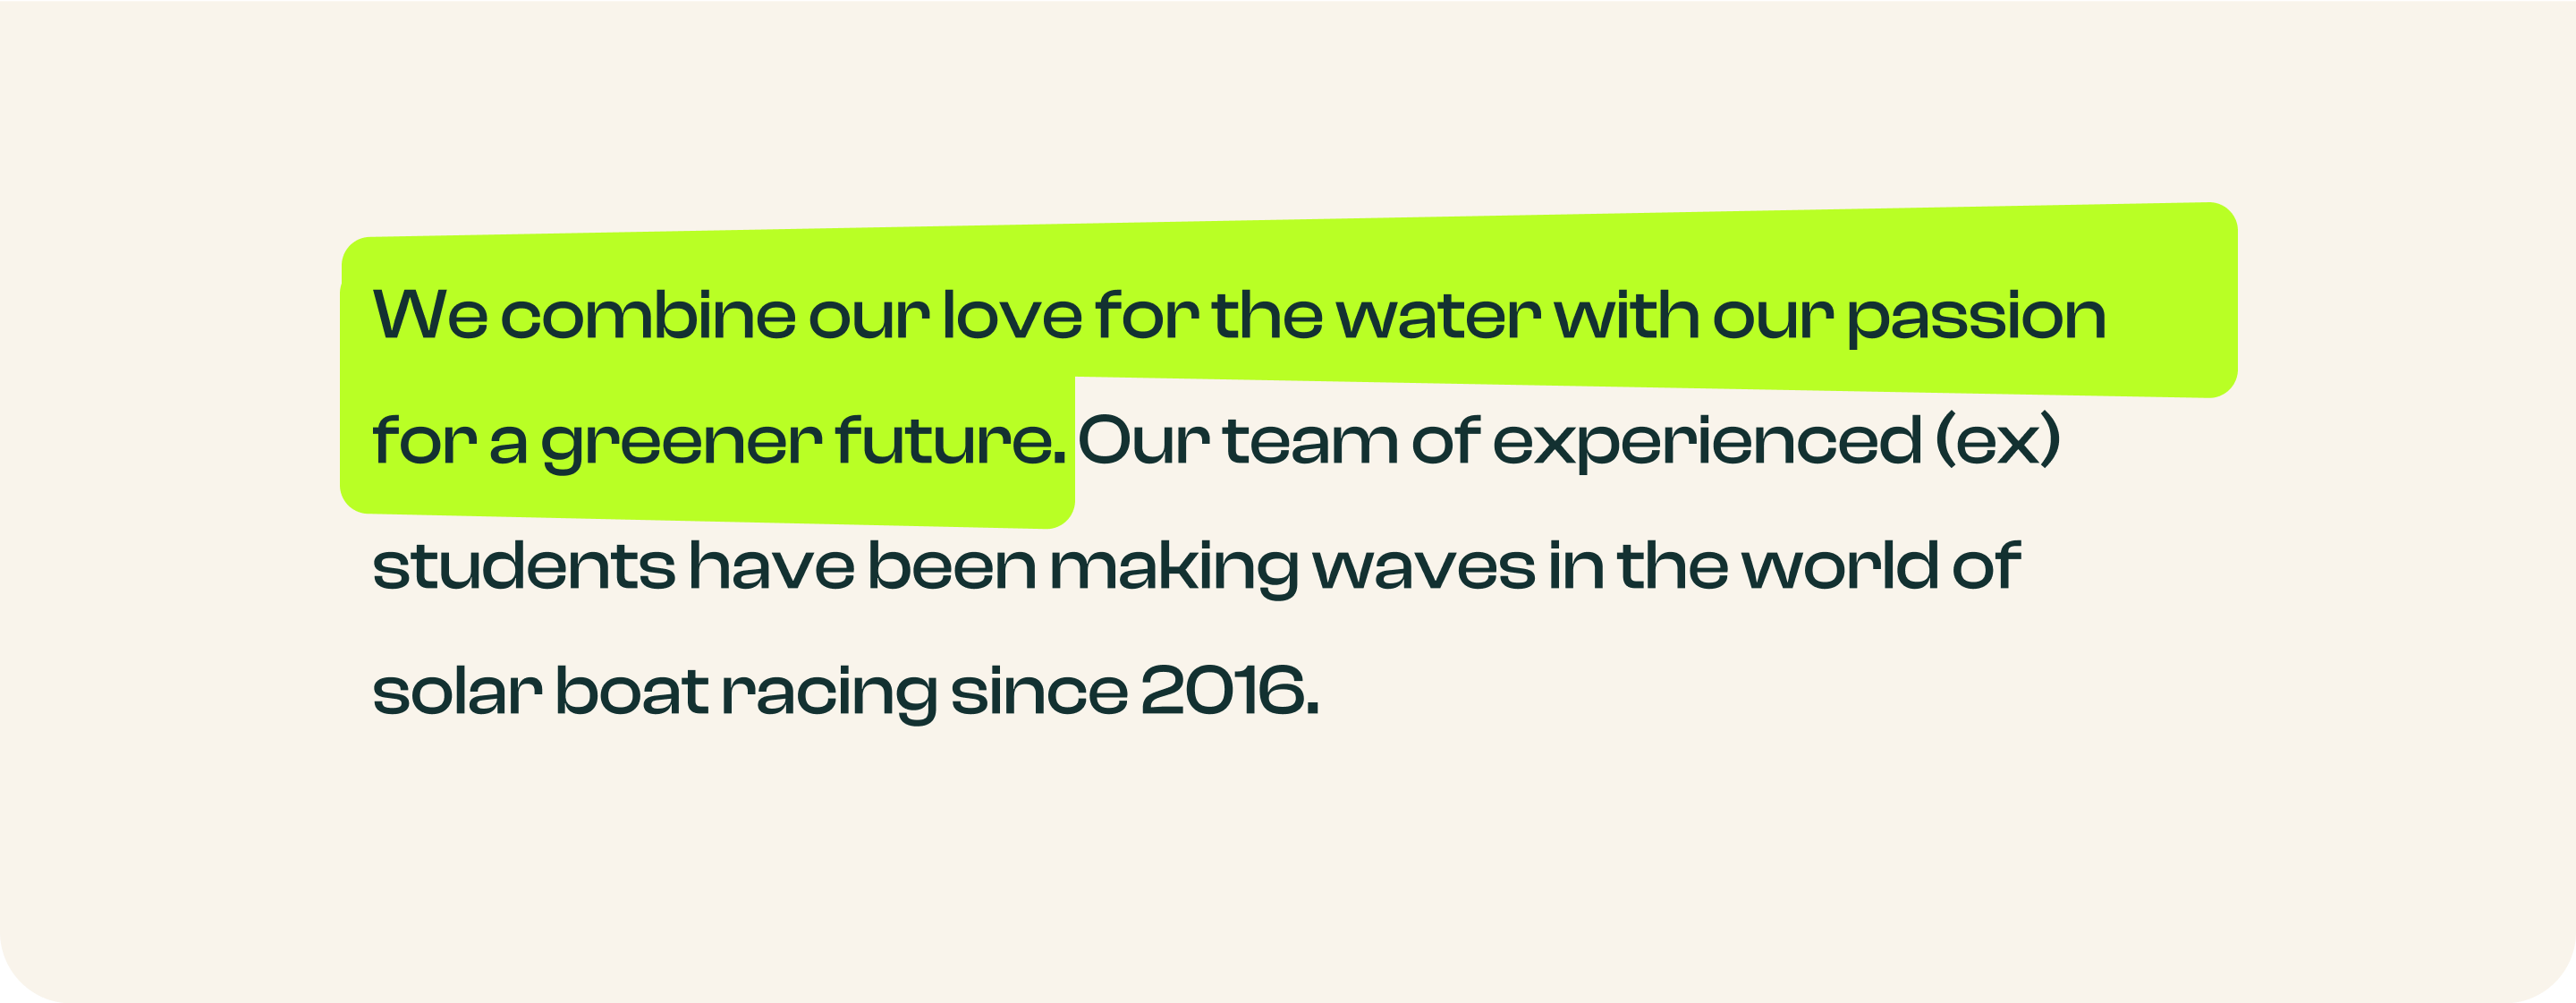 We combine our love for the water with our passion
for a greener future. Our team of experienced (ex)
students have been making waves in the world of
solar boat racing since 2016.